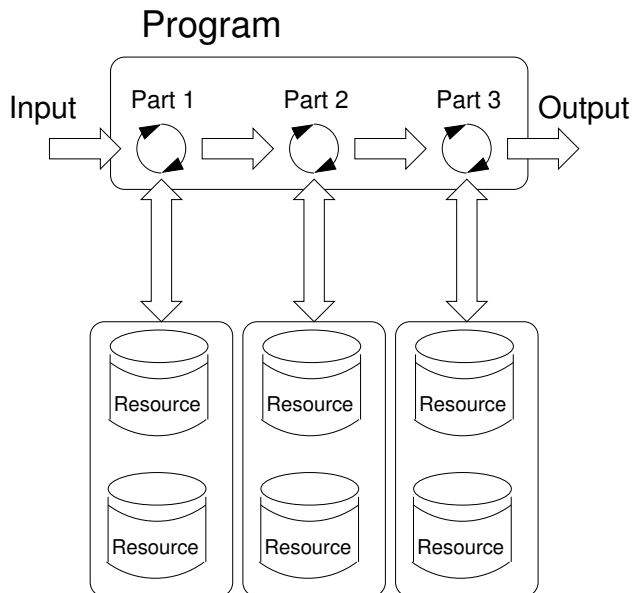 Program
Input
Part 1
Part 2
Part 3
Output
Resource
Resource
Resource
Resource
Resource
Resource